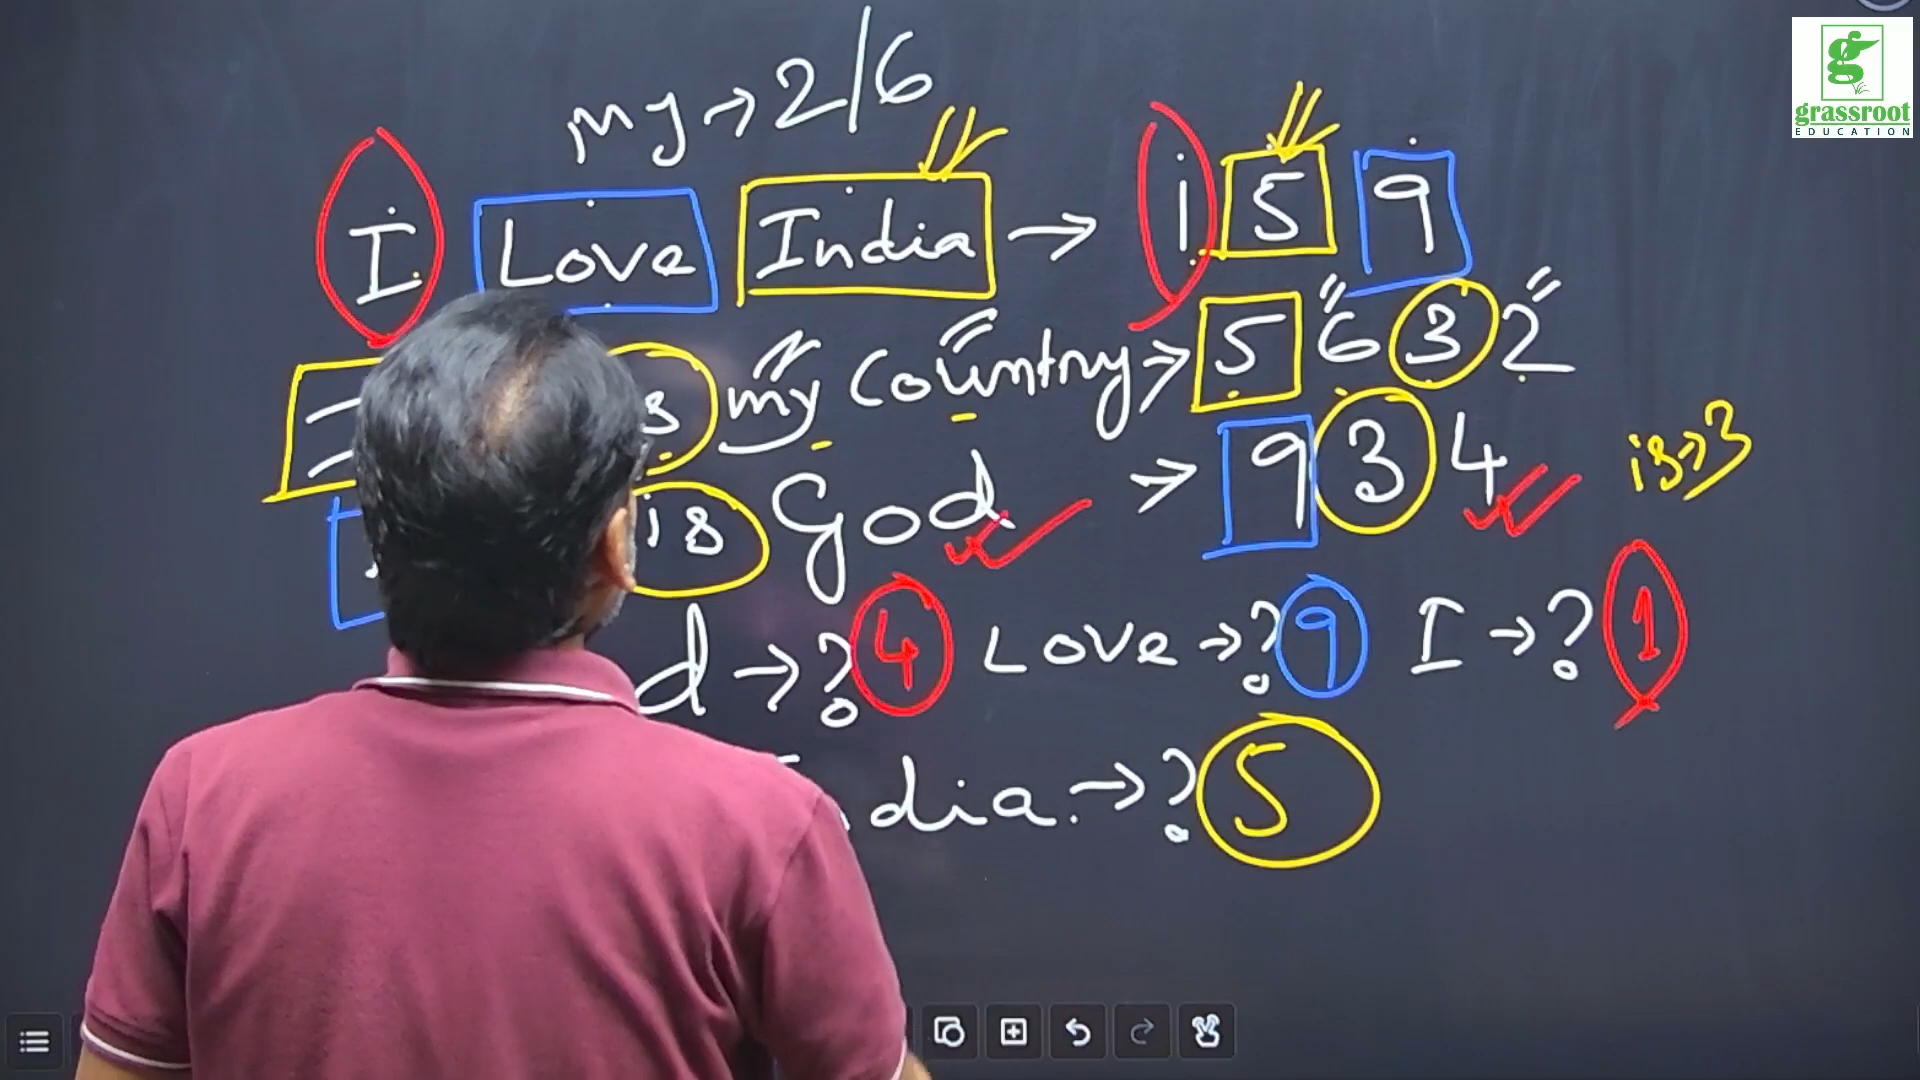 my → 2/6
I Love India → 1 5 9
my Country → 5 6 3 2
is God → 9 3 4
is → 3
d → ? 4 Love → ? 9 I → ? 1
dia. → ? 5
grassroot
EDUCATION